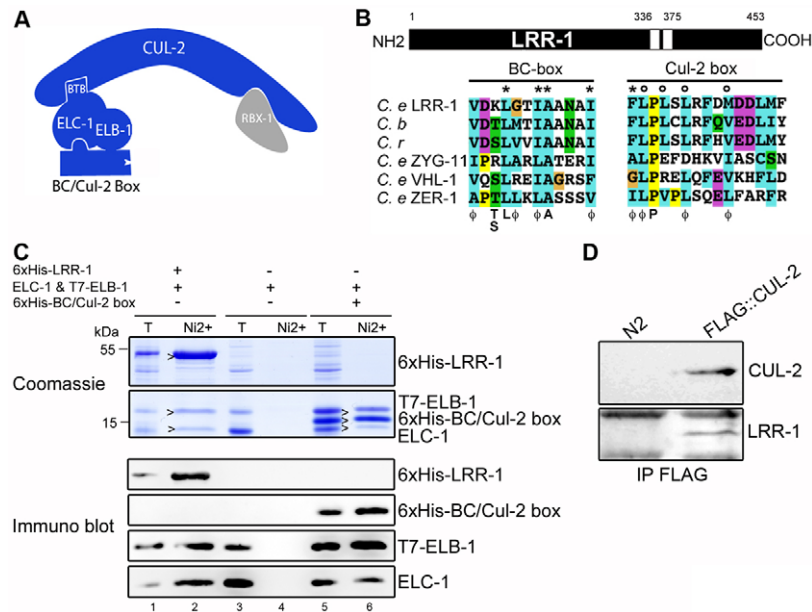 A
CUL-2
BTB
ELC-1
ELB-1
RBX-1
BC/Cul-2 Box
B
1 336 375 453
NH2 LRR-1 COOH
BC-box Cul-2 box
* * * * * o o o o
C. e LRR-1 VDKLGTIAANAI FLPLSLRFDMDDLMF
C. b VDTLVMIAANAI FLPLCLRFQVEDLIY
C. r VDSLVVIAANAI FLPLSLRFHVEDLMY
C. e ZYG-11 IPRLARLATERI ALPEFDHKVIASCSN
C. e VHL-1 VQSLREIAGRSF GLPRELQFEVKHFLD
C. e ZER-1 APTLLKLASSSV ILPVPLSQELFARFR
ϕ T L ϕ ϕ A ϕ ϕ ϕ P ϕ ϕ
S
C
6xHis-LRR-1 + - -
ELC-1 & T7-ELB-1 + + +
6xHis-BC/Cul-2 box - - +
T Ni2+ T Ni2+ T Ni2+
kDa
55
> 6xHis-LRR-1
Coomassie
T7-ELB-1
15 6xHis-BC/Cul-2 box
ELC-1
6xHis-LRR-1
6xHis-BC/Cul-2 box
Immuno blot
T7-ELB-1
ELC-1
1 2 3 4 5 6
D
N2 FLAG::CUL-2
CUL-2
LRR-1
IP FLAG